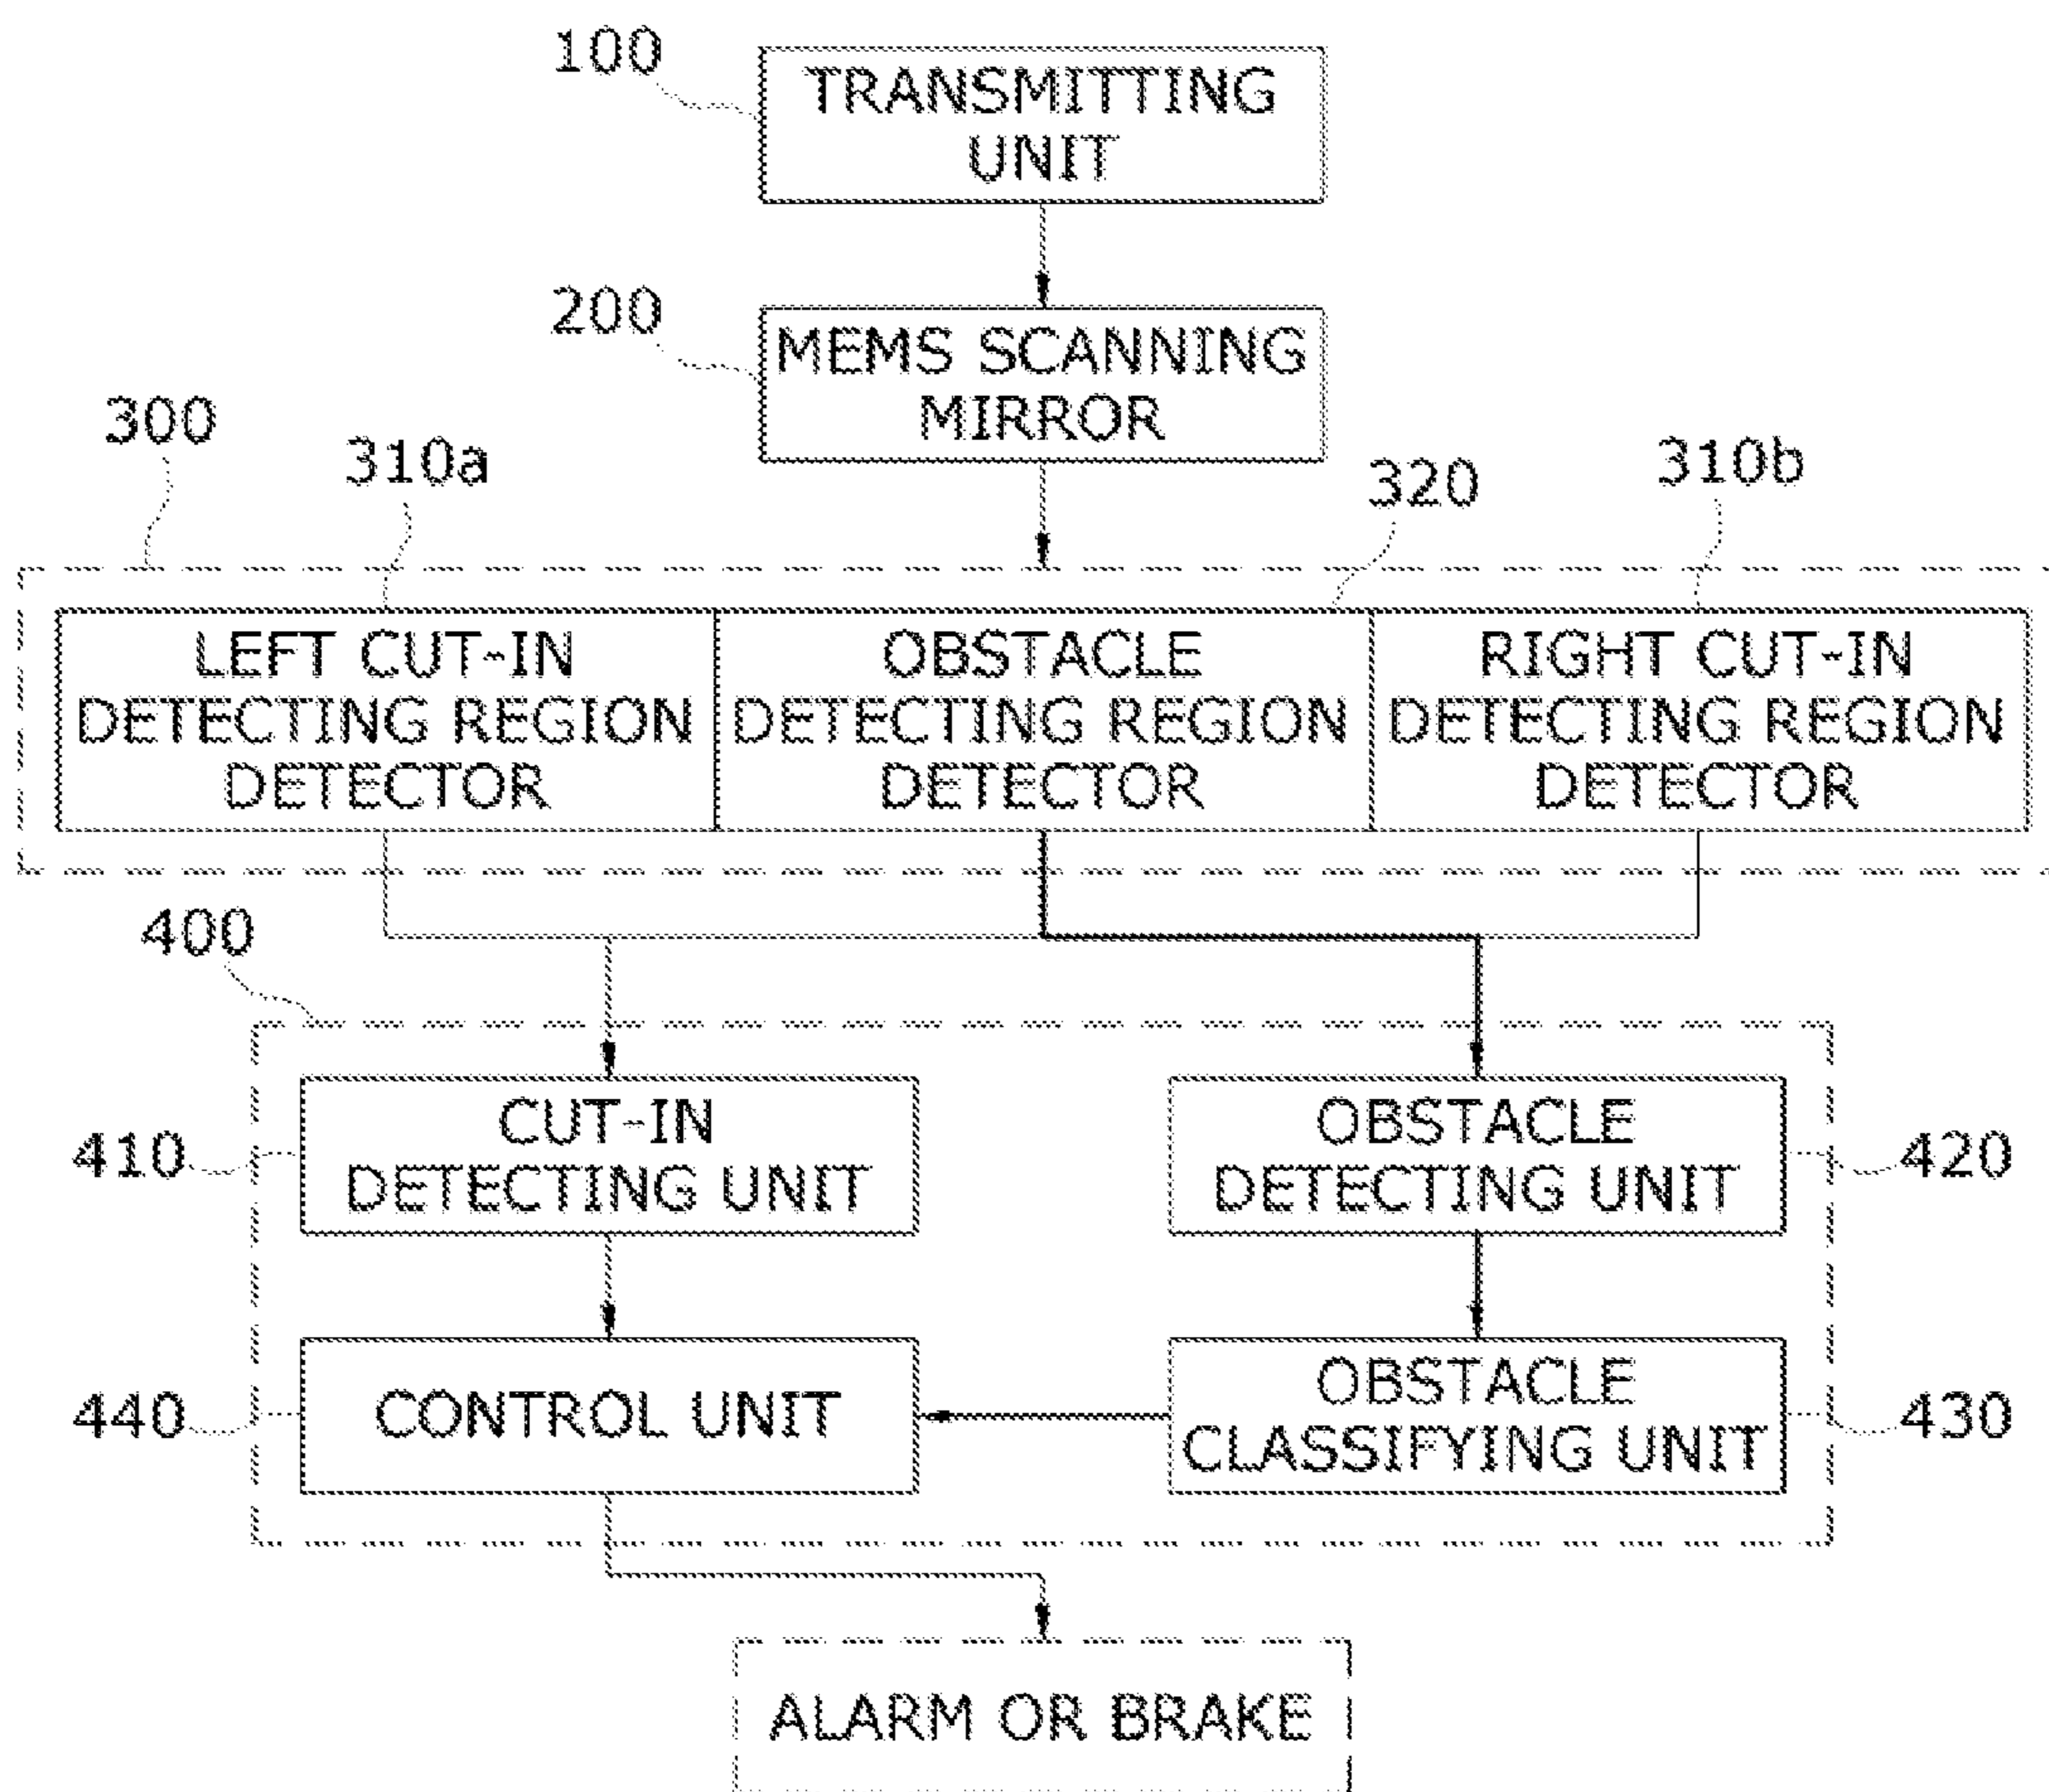 100
TRANSMITTING
UNIT
200
MEMS SCANNING
MIRROR
300
310a
320
310b
LEFT CUT-IN
DETECTING REGION
DETECTOR
OBSTACLE
DETECTING REGION
DETECTOR
RIGHT CUT-IN
DETECTING REGION
DETECTOR
400
410
CUT-IN
DETECTING UNIT
OBSTACLE
DETECTING UNIT
420
440
CONTROL UNIT
OBSTACLE
CLASSIFYING UNIT
430
ALARM OR BRAKE